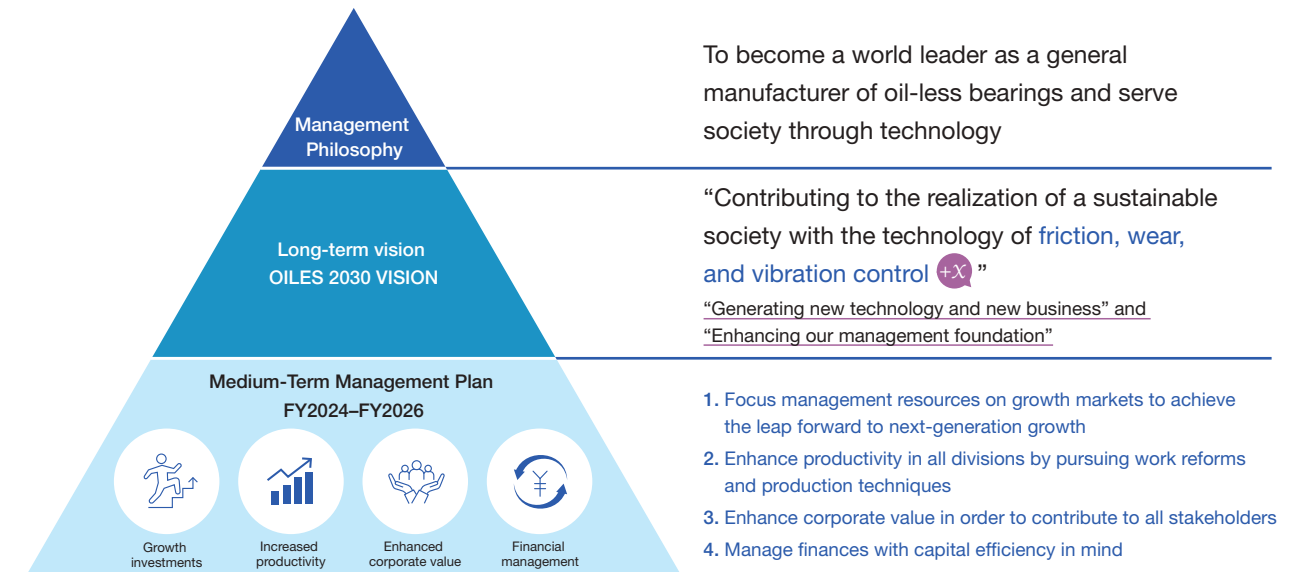 Management
Philosophy
To become a world leader as a general
manufacturer of oil-less bearings and serve
society through technology
Long-term vision
OILES 2030 VISION
“Contributing to the realization of a sustainable
society with the technology of friction, wear,
and vibration control +X ”
“Generating new technology and new business” and
“Enhancing our management foundation”
Medium-Term Management Plan
FY2024–FY2026
Growth
investments
Increased
productivity
Enhanced
corporate value
¥
Financial
management
1. Focus management resources on growth markets to achieve
the leap forward to next-generation growth
2. Enhance productivity in all divisions by pursuing work reforms
and production techniques
3. Enhance corporate value in order to contribute to all stakeholders
4. Manage finances with capital efficiency in mind